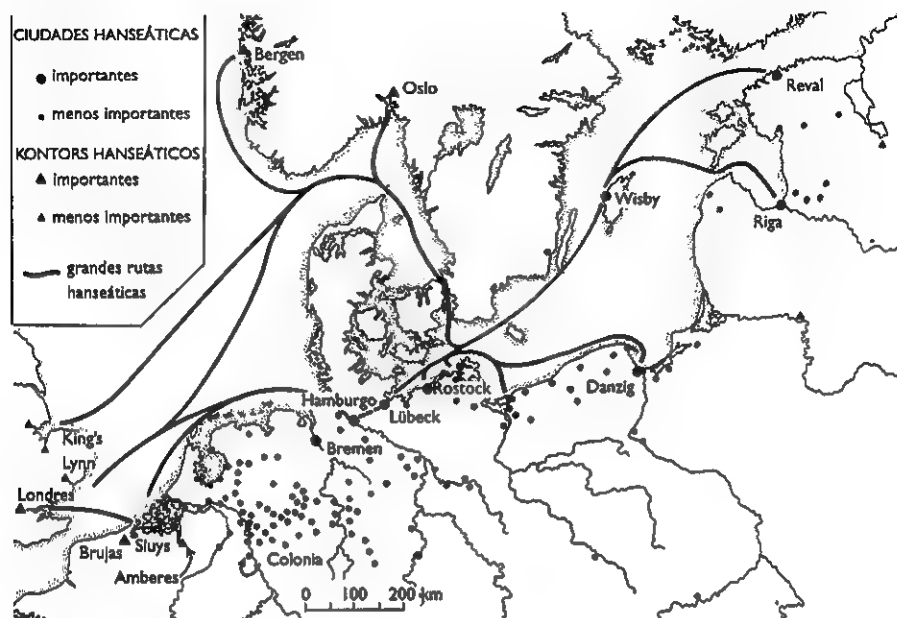 CIUDADES HANSEÁTICAS
importantes
menos importantes
KONTORS HANSEÁTICOS
importantes
menos importantes
grandes rutas
hanseáticas
Bergen
Oslo
Reval
Wisby
Riga
Rostock
Danzig
Hamburgo
Lübeck
King's
Lynn
Bremen
Londres
Brujas
Sluys
Amberes
Colonia
0 100 200 km